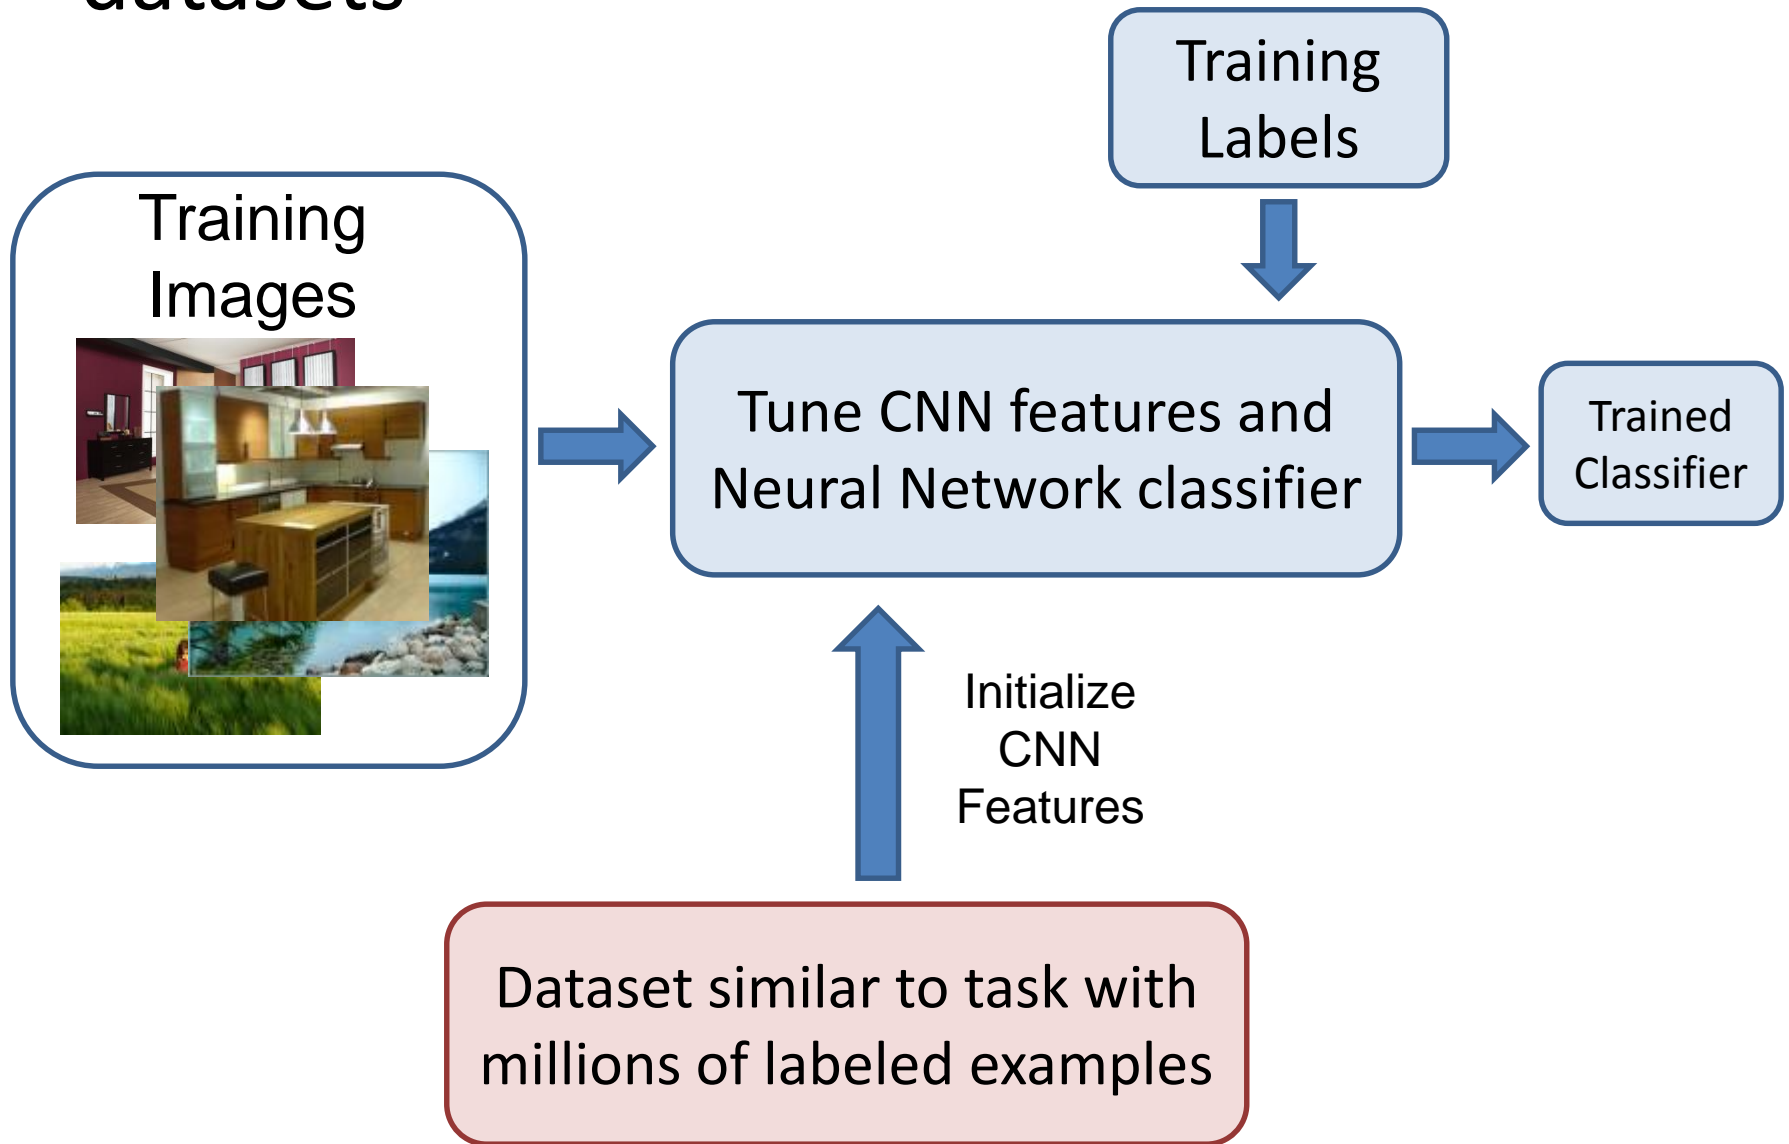 datasets
Training
Labels
Training
Images
Tune CNN features and
Neural Network classifier
Trained
Classifier
Initialize
CNN
Features
Dataset similar to task with
millions of labeled examples